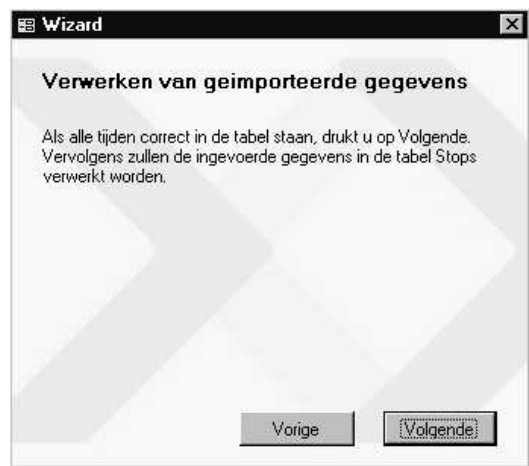 Wizard
Verwerken van geimporteerde gegevens
Als alle tijden correct in de tabel staan, drukt u op Volgende.
Vervolgens zullen de ingevoerde gegevens in de tabel Stops
verwerkt worden.
Vorige
Volgende